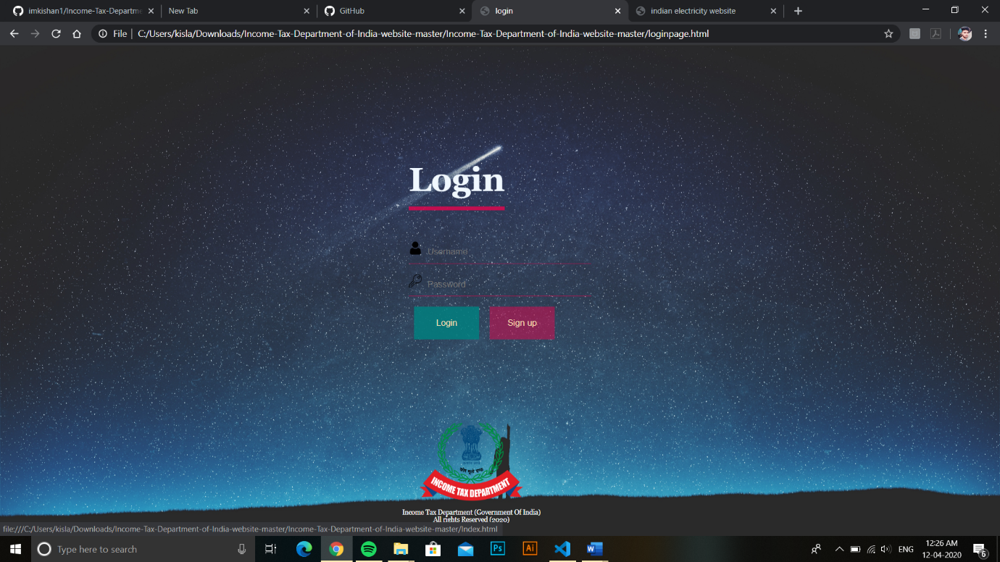 imkishan1/Income-Tax-Departme
New Tab
GitHub
login
indian electricity website
File
C:/Users/kisla/Downloads/Income-Tax-Department-of-India-website-master/Income-Tax-Department-of-India-website-master/loginpage.html
Login
Username
Password
Login
Sign up
INCOME TAX DEPARTMENT
Income Tax Department (Government Of India)
All rights Reserved (2020)
file:///C:/Users/kisla/Downloads/Income-Tax-Department-of-India-website-master/Income-Tax-Department-of-India-website-master/Index.html
Type here to search
Ps
Ai
ENG
12:26 AM
12-04-2020
6